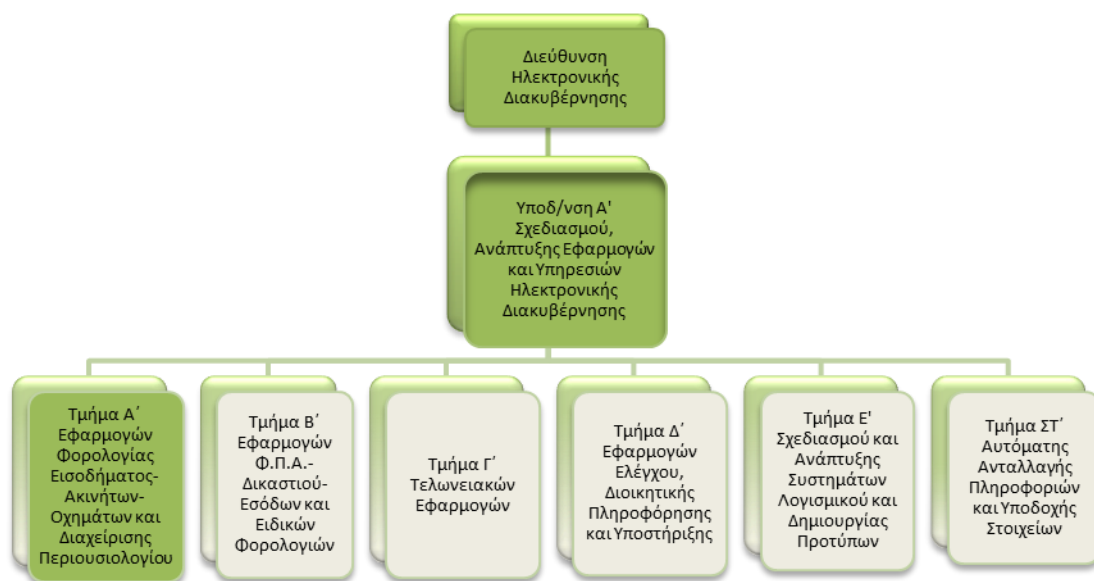 Διεύθυνση
Ηλεκτρονικής
Διακυβέρνησης
Υποδ/νση Α'
Σχεδιασμού,
Ανάπτυξης Εφαρμογών
και Υπηρεσιών
Ηλεκτρονικής
Διακυβέρνησης
Τμήμα Α΄
Εφαρμογών
Φορολογίας
Εισοδήματος-
Ακινήτων-
Οχημάτων και
Διαχείρισης
Περιουσιολογίου
Τμήμα Β΄
Εφαρμογών
Φ.Π.Α.-
Δικαστιού-
Εσόδων και
Ειδικών
Φορολογιών
Τμήμα Γ΄
Τελωνειακών
Εφαρμογών
Τμήμα Δ΄
Εφαρμογών
Ελέγχου,
Διοικητικής
Πληροφόρησης
και Υποστήριξης
Τμήμα Ε'
Σχεδιασμού και
Ανάπτυξης
Συστημάτων
Λογισμικού και
Δημιουργίας
Προτύπων
Τμήμα ΣΤ΄
Αυτόματης
Ανταλλαγής
Πληροφοριών
και Υποδοχής
Στοιχείων